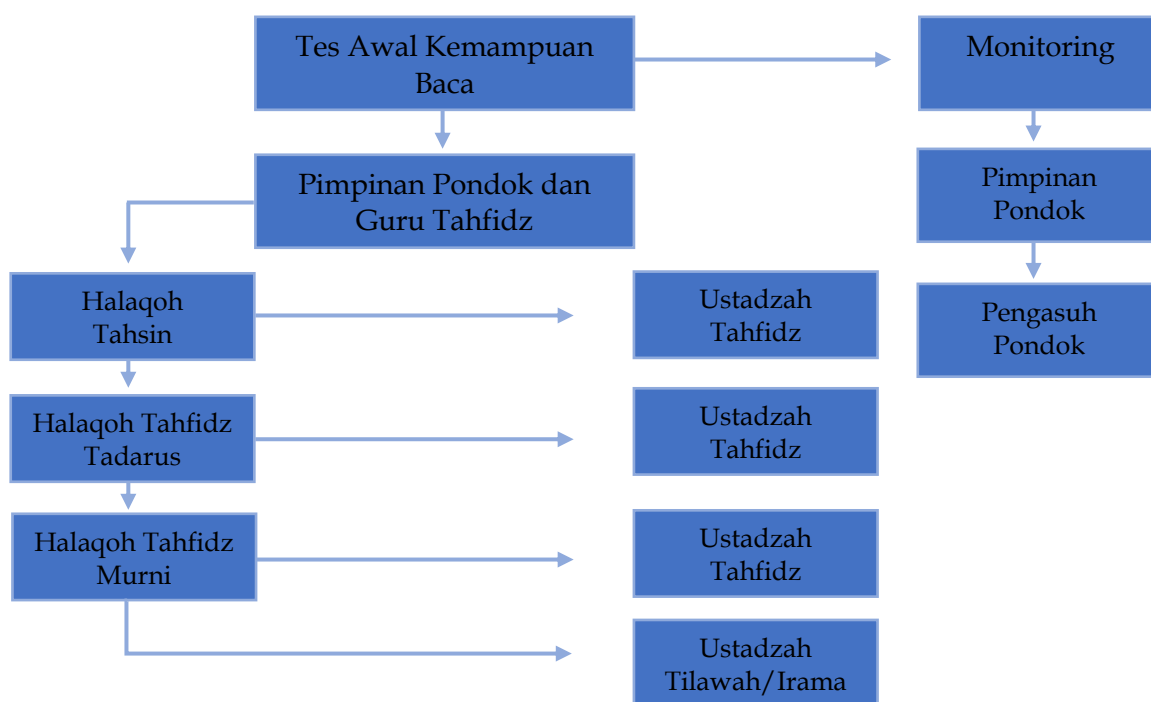 Tes Awal Kemampuan
Baca
Monitoring
Pimpinan Pondok dan
Guru Tahfidz
Pimpinan
Pondok
Halaqoh
Tahsin
Ustadzah
Tahfidz
Pengasuh
Pondok
Halaqoh Tahfidz
Tadarus
Ustadzah
Tahfidz
Halaqoh Tahfidz
Murni
Ustadzah
Tahfidz
Ustadzah
Tilawah/Irama